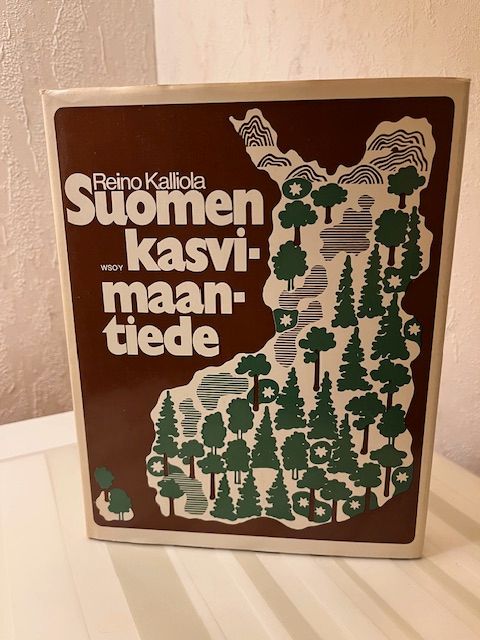 Reino Kalliola
Suomen
kasvi-
WSOY
maan-
tiede